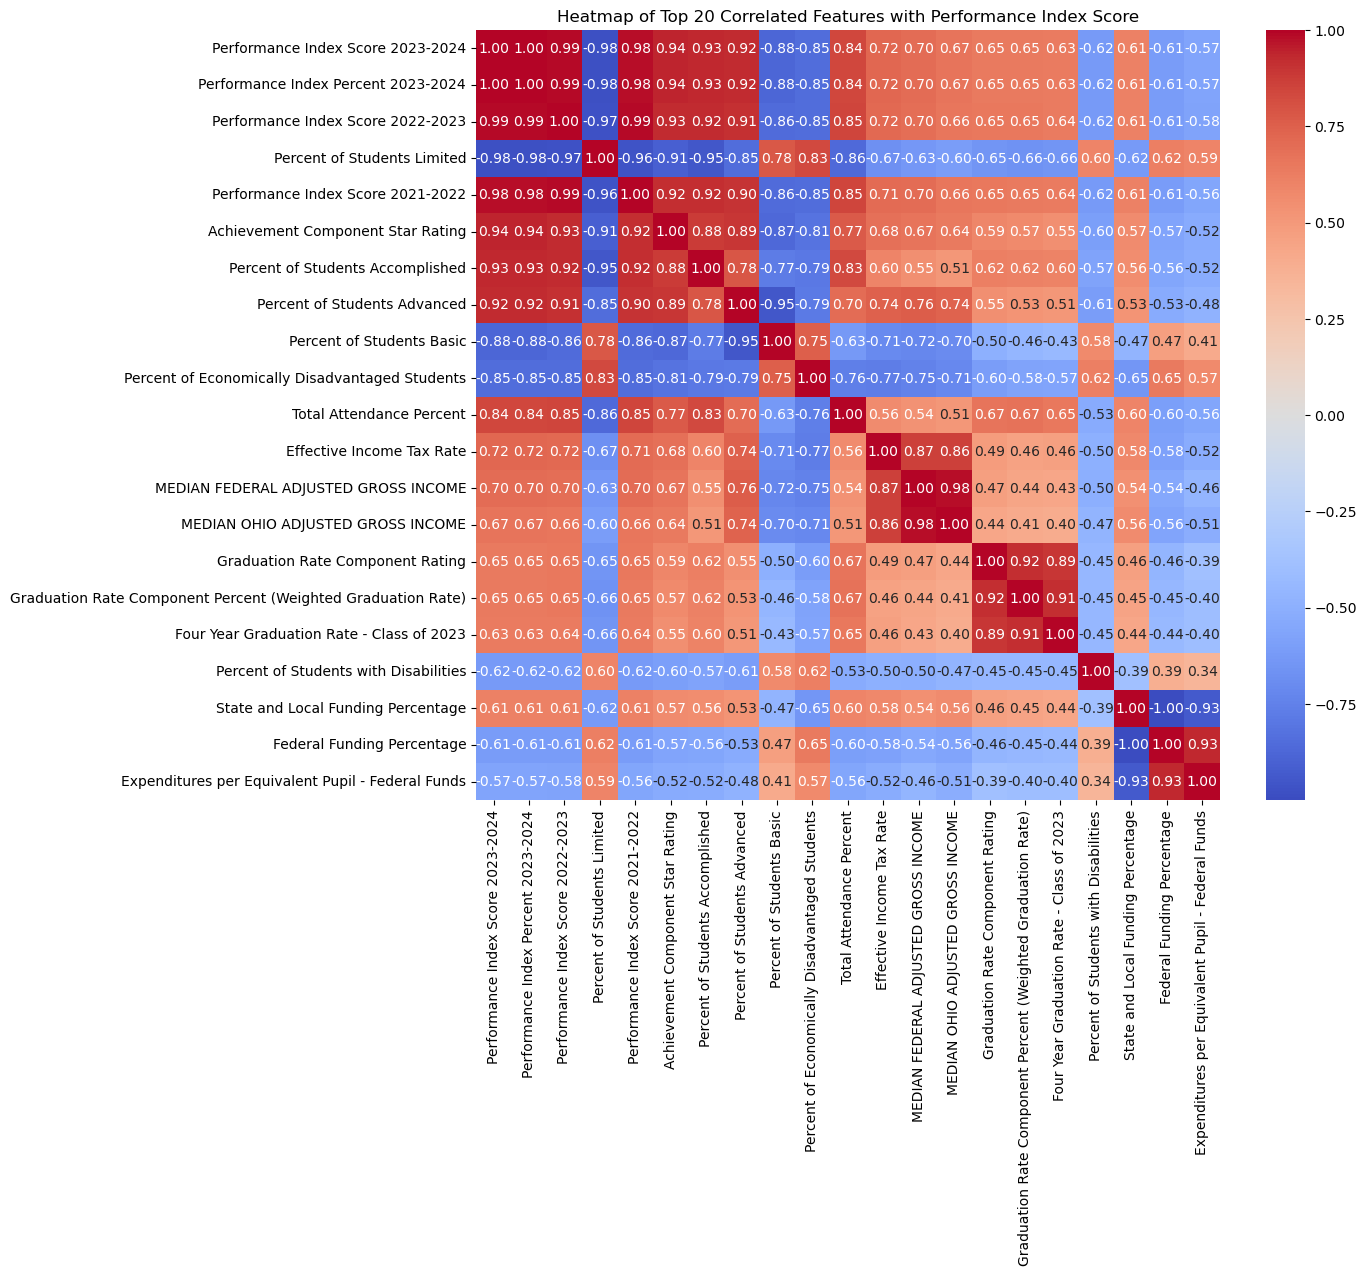 Heatmap of Top 20 Correlated Features with Performance Index Score
Performance Index Score 2023-2024 1.00 1.00 0.99 -0.98 0.98 0.94 0.93 0.92 -0.88 -0.85 0.84 0.72 0.70 0.67 0.65 0.65 0.63 -0.62 0.61 -0.61 -0.57
Performance Index Percent 2023-2024 1.00 1.00 0.99 -0.98 0.98 0.94 0.93 0.92 -0.88 -0.85 0.84 0.72 0.70 0.67 0.65 0.65 0.63 -0.62 0.61 -0.61 -0.57
Performance Index Score 2022-2023 0.99 0.99 1.00 -0.97 0.99 0.93 0.92 0.91 -0.86 -0.85 0.85 0.72 0.70 0.66 0.65 0.65 0.64 -0.62 0.61 -0.61 -0.58
Percent of Students Limited -0.98 -0.98 -0.97 1.00 -0.96 -0.91 -0.95 -0.85 0.78 0.83 -0.86 -0.67 -0.63 -0.60 -0.65 -0.66 -0.66 0.60 -0.62 0.62 0.59
Performance Index Score 2021-2022 0.98 0.98 0.99 -0.96 1.00 0.92 0.92 0.90 -0.86 -0.85 0.85 0.71 0.70 0.66 0.65 0.65 0.64 -0.62 0.61 -0.61 -0.56
Achievement Component Star Rating 0.94 0.94 0.93 -0.91 0.92 1.00 0.88 0.89 -0.87 -0.81 0.77 0.68 0.67 0.64 0.59 0.57 0.55 -0.60 0.57 -0.57 -0.52
Percent of Students Accomplished 0.93 0.93 0.92 -0.95 0.92 0.88 1.00 0.78 -0.77 -0.79 0.83 0.60 0.55 0.51 0.62 0.62 0.60 -0.57 0.56 -0.56 -0.52
Percent of Students Advanced 0.92 0.92 0.91 -0.85 0.90 0.89 0.78 1.00 -0.95 -0.79 0.70 0.74 0.76 0.74 0.55 0.53 0.51 -0.61 0.53 -0.53 -0.48
Percent of Students Basic -0.88 -0.88 -0.86 0.78 -0.86 -0.87 -0.77 -0.95 1.00 0.75 -0.63 -0.71 -0.72 -0.70 -0.50 -0.46 -0.43 0.58 -0.47 0.47 0.41
Percent of Economically Disadvantaged Students -0.85 -0.85 -0.85 0.83 -0.85 -0.81 -0.79 -0.79 0.75 1.00 -0.76 -0.77 -0.75 -0.71 -0.60 -0.58 -0.57 0.62 -0.65 0.65 0.57
Total Attendance Percent 0.84 0.84 0.85 -0.86 0.85 0.77 0.83 0.70 -0.63 -0.76 1.00 0.56 0.54 0.51 0.67 0.67 0.65 -0.53 0.60 -0.60 -0.56
Effective Income Tax Rate 0.72 0.72 0.72 -0.67 0.71 0.68 0.60 0.74 -0.71 -0.77 0.56 1.00 0.87 0.86 0.49 0.46 0.46 -0.50 0.58 -0.58 -0.52
MEDIAN FEDERAL ADJUSTED GROSS INCOME 0.70 0.70 0.70 -0.63 0.70 0.67 0.55 0.76 -0.72 -0.75 0.54 0.87 1.00 0.98 0.47 0.44 0.43 -0.50 0.54 -0.54 -0.46
MEDIAN OHIO ADJUSTED GROSS INCOME 0.67 0.67 0.66 -0.60 0.66 0.64 0.51 0.74 -0.70 -0.71 0.51 0.86 0.98 1.00 0.44 0.41 0.40 -0.47 0.56 -0.56 -0.51
Graduation Rate Component Rating 0.65 0.65 0.65 -0.65 0.65 0.59 0.62 0.55 -0.50 -0.60 0.67 0.49 0.47 0.44 1.00 0.92 0.89 -0.45 0.46 -0.46 -0.39
Graduation Rate Component Percent (Weighted Graduation Rate) 0.65 0.65 0.65 -0.66 0.65 0.57 0.62 0.53 -0.46 -0.58 0.67 0.46 0.44 0.41 0.92 1.00 0.91 -0.45 0.45 -0.45 -0.40
Four Year Graduation Rate - Class of 2023 0.63 0.63 0.64 -0.66 0.64 0.55 0.60 0.51 -0.43 -0.57 0.65 0.46 0.43 0.40 0.89 0.91 1.00 -0.45 0.44 -0.44 -0.40
Percent of Students with Disabilities -0.62 -0.62 -0.62 0.60 -0.62 -0.60 -0.57 -0.61 0.58 0.62 -0.53 -0.50 -0.50 -0.47 -0.45 -0.45 -0.45 1.00 -0.39 0.39 0.34
State and Local Funding Percentage 0.61 0.61 0.61 -0.62 0.61 0.57 0.56 0.53 -0.47 -0.65 0.60 0.58 0.54 0.56 0.46 0.45 0.44 -0.39 1.00 -1.00 -0.93
Federal Funding Percentage -0.61 -0.61 -0.61 0.62 -0.61 -0.57 -0.56 -0.53 0.47 0.65 -0.60 -0.58 -0.54 -0.56 -0.46 -0.45 -0.44 0.39 -1.00 1.00 0.93
Expenditures per Equivalent Pupil - Federal Funds -0.57 -0.57 -0.58 0.59 -0.56 -0.52 -0.52 -0.48 0.41 0.57 -0.56 -0.52 -0.46 -0.51 -0.39 -0.40 -0.40 0.34 -0.93 0.93 1.00
Performance Index Score 2023-2024
Performance Index Percent 2023-2024
Performance Index Score 2022-2023
Percent of Students Limited
Performance Index Score 2021-2022
Achievement Component Star Rating
Percent of Students Accomplished
Percent of Students Advanced
Percent of Students Basic
Percent of Economically Disadvantaged Students
Total Attendance Percent
Effective Income Tax Rate
MEDIAN FEDERAL ADJUSTED GROSS INCOME
MEDIAN OHIO ADJUSTED GROSS INCOME
Graduation Rate Component Rating
Graduation Rate Component Percent (Weighted Graduation Rate)
Four Year Graduation Rate - Class of 2023
Percent of Students with Disabilities
State and Local Funding Percentage
Federal Funding Percentage
Expenditures per Equivalent Pupil - Federal Funds
1.00
0.75
0.50
0.25
0.00
−0.25
−0.50
−0.75